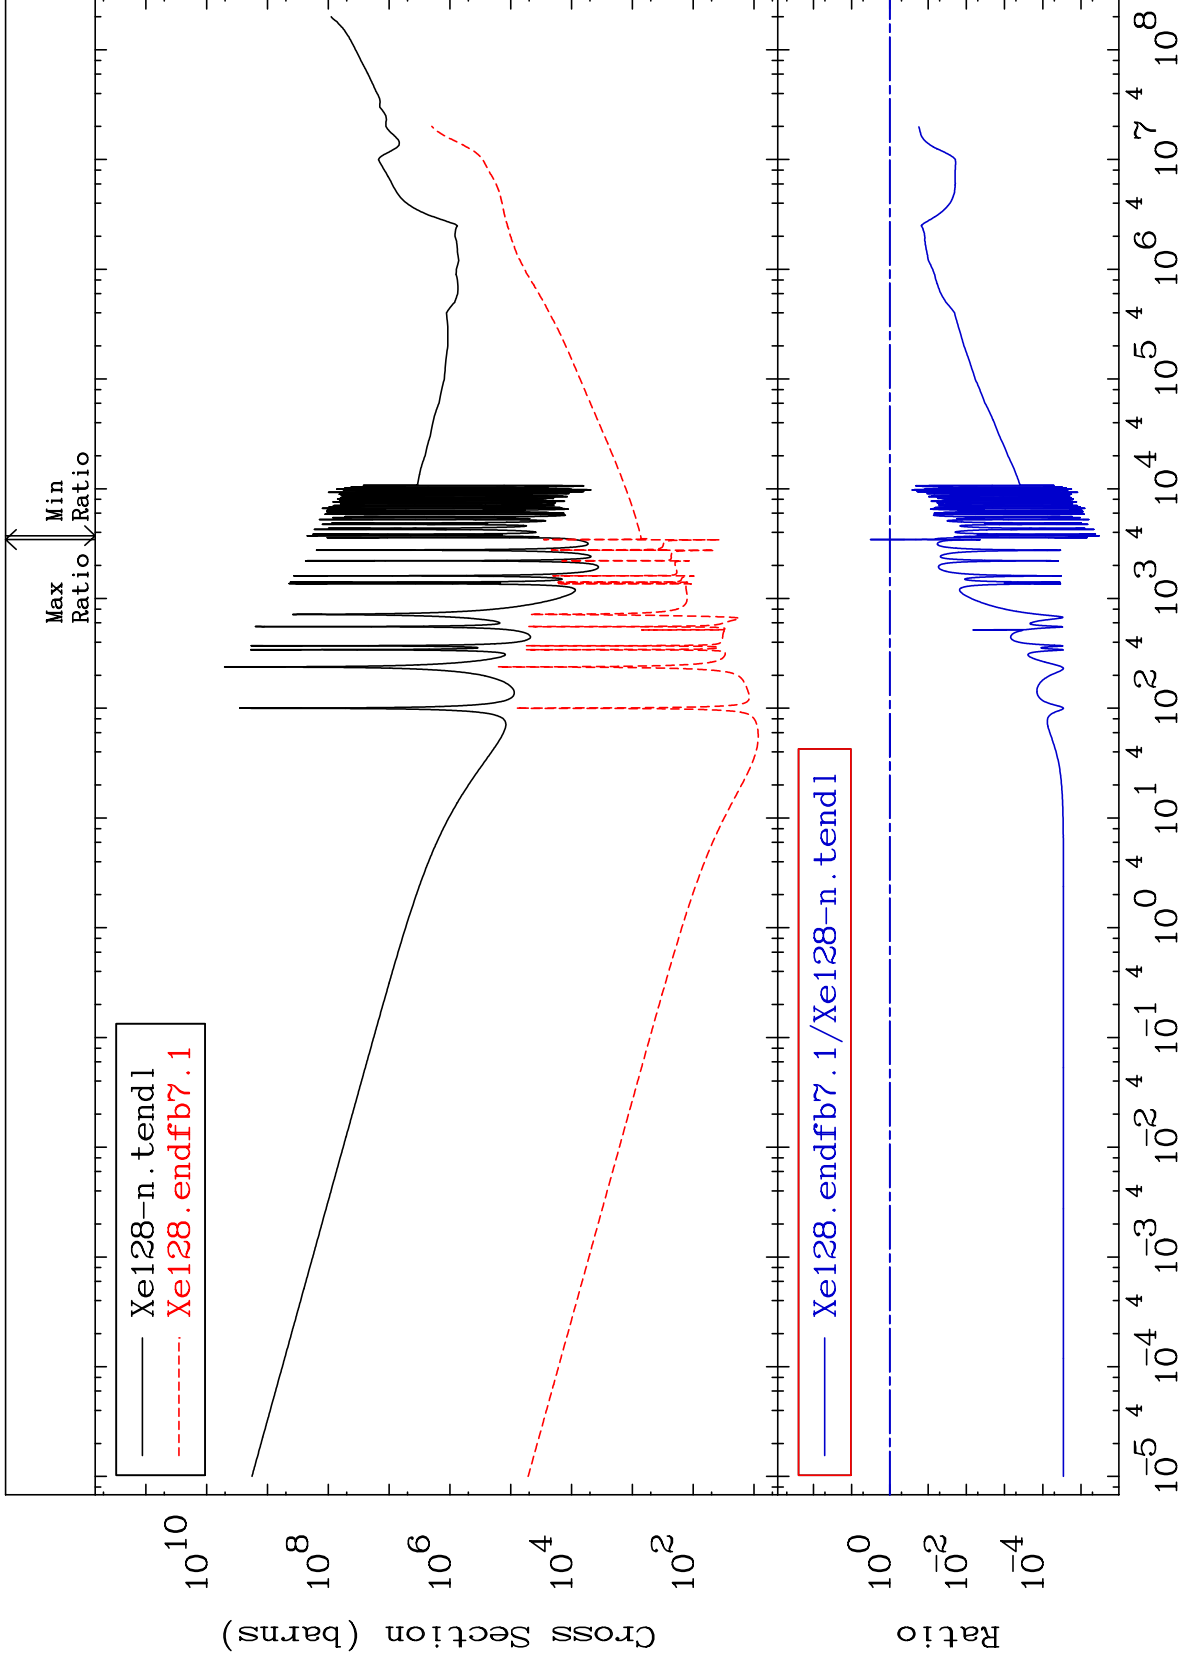 Max
Ratio
Min
Ratio
Xe128-n.tendl
Xe128.endfb7.1
10^10
10^8
10^6
10^4
10^2
Cross Section (barns)
Xe128.endfb7.1/Xe128-n.tendl
10^0
10^-2
10^-4
Ratio
10^-5 4 10^-4 4 10^-3 4 10^-2 4 10^-1 4 10^0 4 10^1 4 10^2 4 10^3 4 10^4 4 10^5 4 10^6 4 10^7 4 10^8